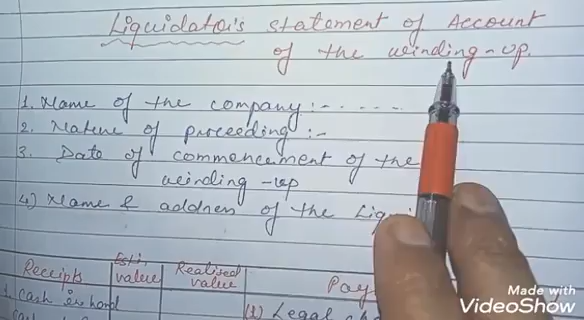 Liquidator's statement of Account
of the winding-up.
1. Name of the company :- .....
2. Nature of proceeding :-
3. Date of commencement of the
winding-up
4) Name & address of the
Receipts Esti. value Realised value Pay
1. Cash in hand (1) Legal
Made with
VideoShow